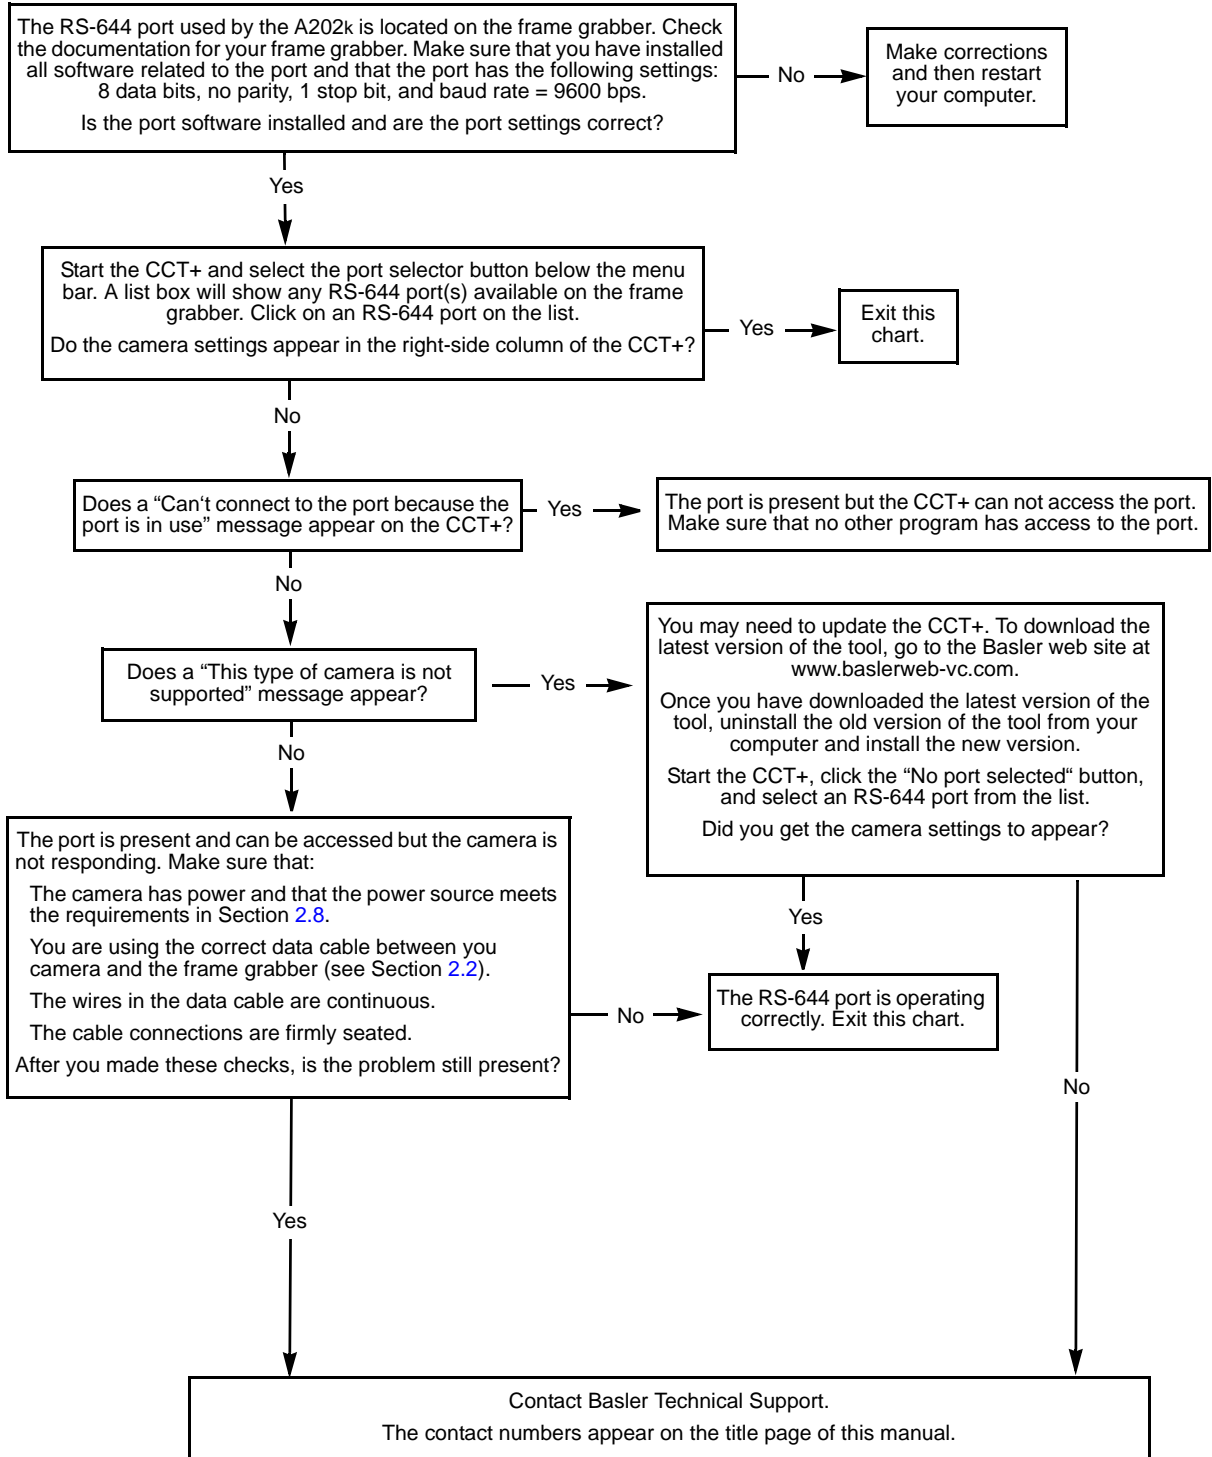 The RS-644 port used by the A202k is located on the frame grabber. Check
the documentation for your frame grabber. Make sure that you have installed
all software related to the port and that the port has the following settings:
8 data bits, no parity, 1 stop bit, and baud rate = 9600 bps.
Is the port software installed and are the port settings correct?
No
Make corrections
and then restart
your computer.
Yes
Start the CCT+ and select the port selector button below the menu
bar. A list box will show any RS-644 port(s) available on the frame
grabber. Click on an RS-644 port on the list.
Do the camera settings appear in the right-side column of the CCT+?
Yes
Exit this
chart.
No
Does a “Can‘t connect to the port because the
port is in use” message appear on the CCT+?
Yes
The port is present but the CCT+ can not access the port.
Make sure that no other program has access to the port.
No
Does a “This type of camera is not
supported” message appear?
Yes
You may need to update the CCT+. To download the
latest version of the tool, go to the Basler web site at
www.baslerweb-vc.com.
Once you have downloaded the latest version of the
tool, uninstall the old version of the tool from your
computer and install the new version.
Start the CCT+, click the “No port selected“ button,
and select an RS-644 port from the list.
Did you get the camera settings to appear?
No
The port is present and can be accessed but the camera is
not responding. Make sure that:
The camera has power and that the power source meets
the requirements in Section 2.8.
You are using the correct data cable between you
camera and the frame grabber (see Section 2.2).
The wires in the data cable are continuous.
The cable connections are firmly seated.
After you made these checks, is the problem still present?
No
Yes
The RS-644 port is operating
correctly. Exit this chart.
No
Yes
Contact Basler Technical Support.
The contact numbers appear on the title page of this manual.